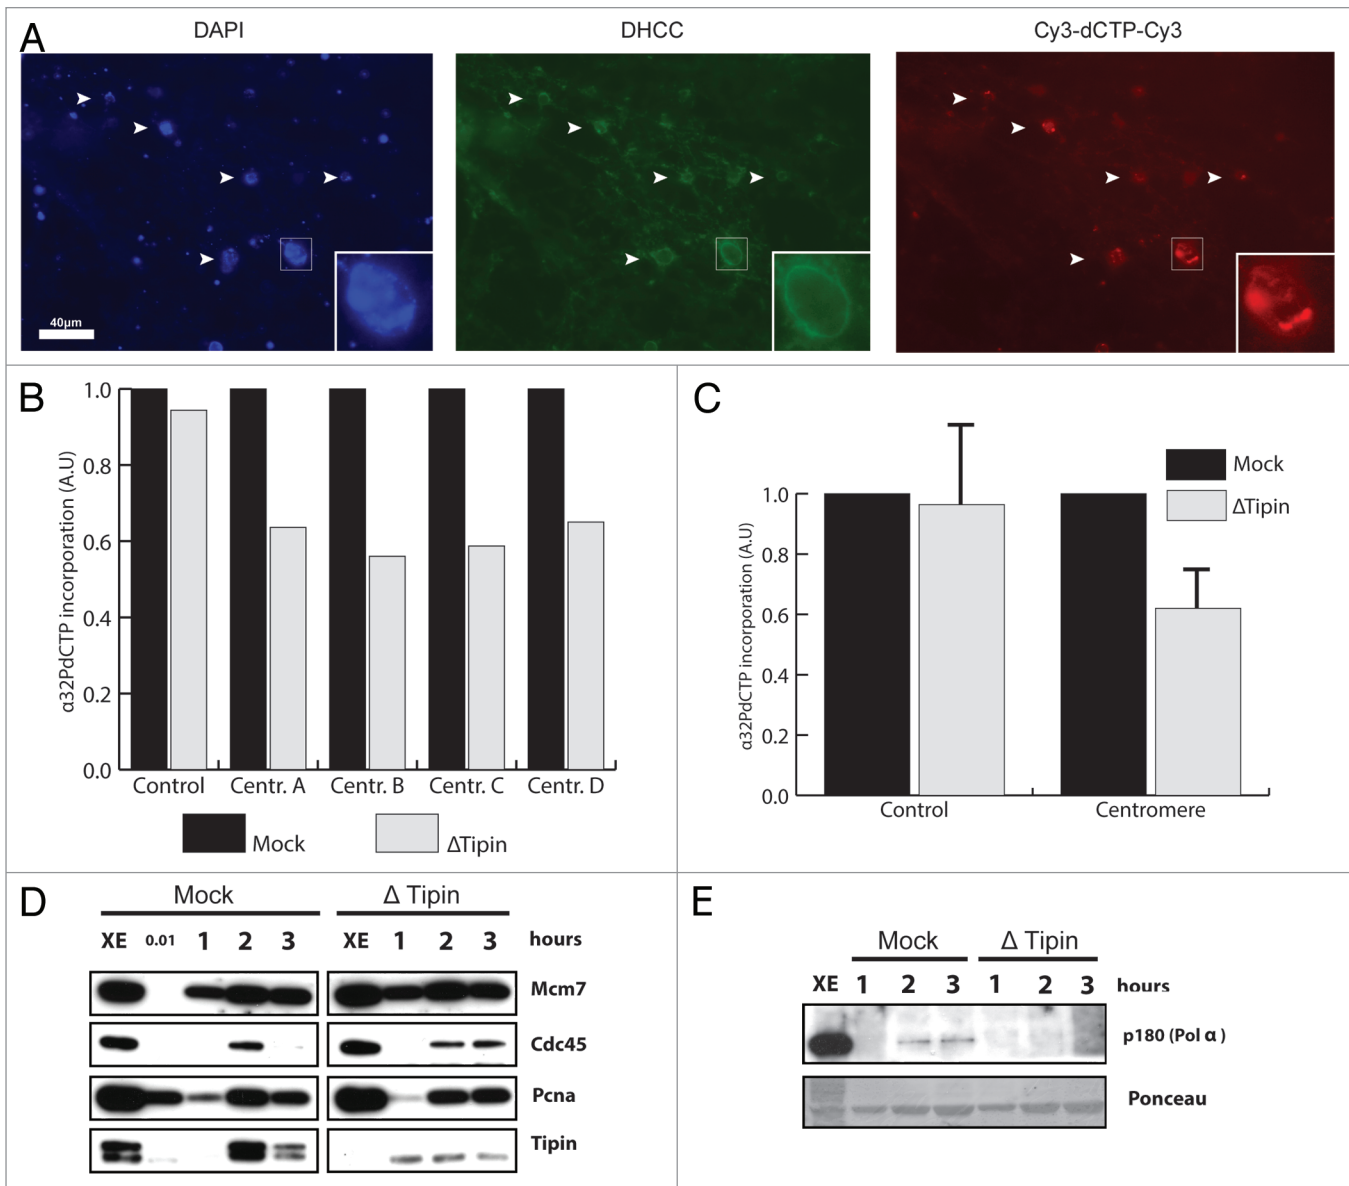 A
DAPI
DHCC
Cy3-dCTP-Cy3
40µm
B
α32PdCTP incorporation (A.U)
1.0
0.8
0.6
0.4
0.2
0.0
Control
Centr. A
Centr. B
Centr. C
Centr. D
Mock
ΔTipin
C
α32PdCTP incorporation (A.U)
1.0
0.8
0.6
0.4
0.2
0.0
Control
Centromere
Mock
ΔTipin
D
Mock
Δ Tipin
XE 0.01 1 2 3
XE 1 2 3 hours
Mcm7
Cdc45
Pcna
Tipin
E
Mock
Δ Tipin
XE 1 2 3 1 2 3 hours
p180 (Pol α )
Ponceau